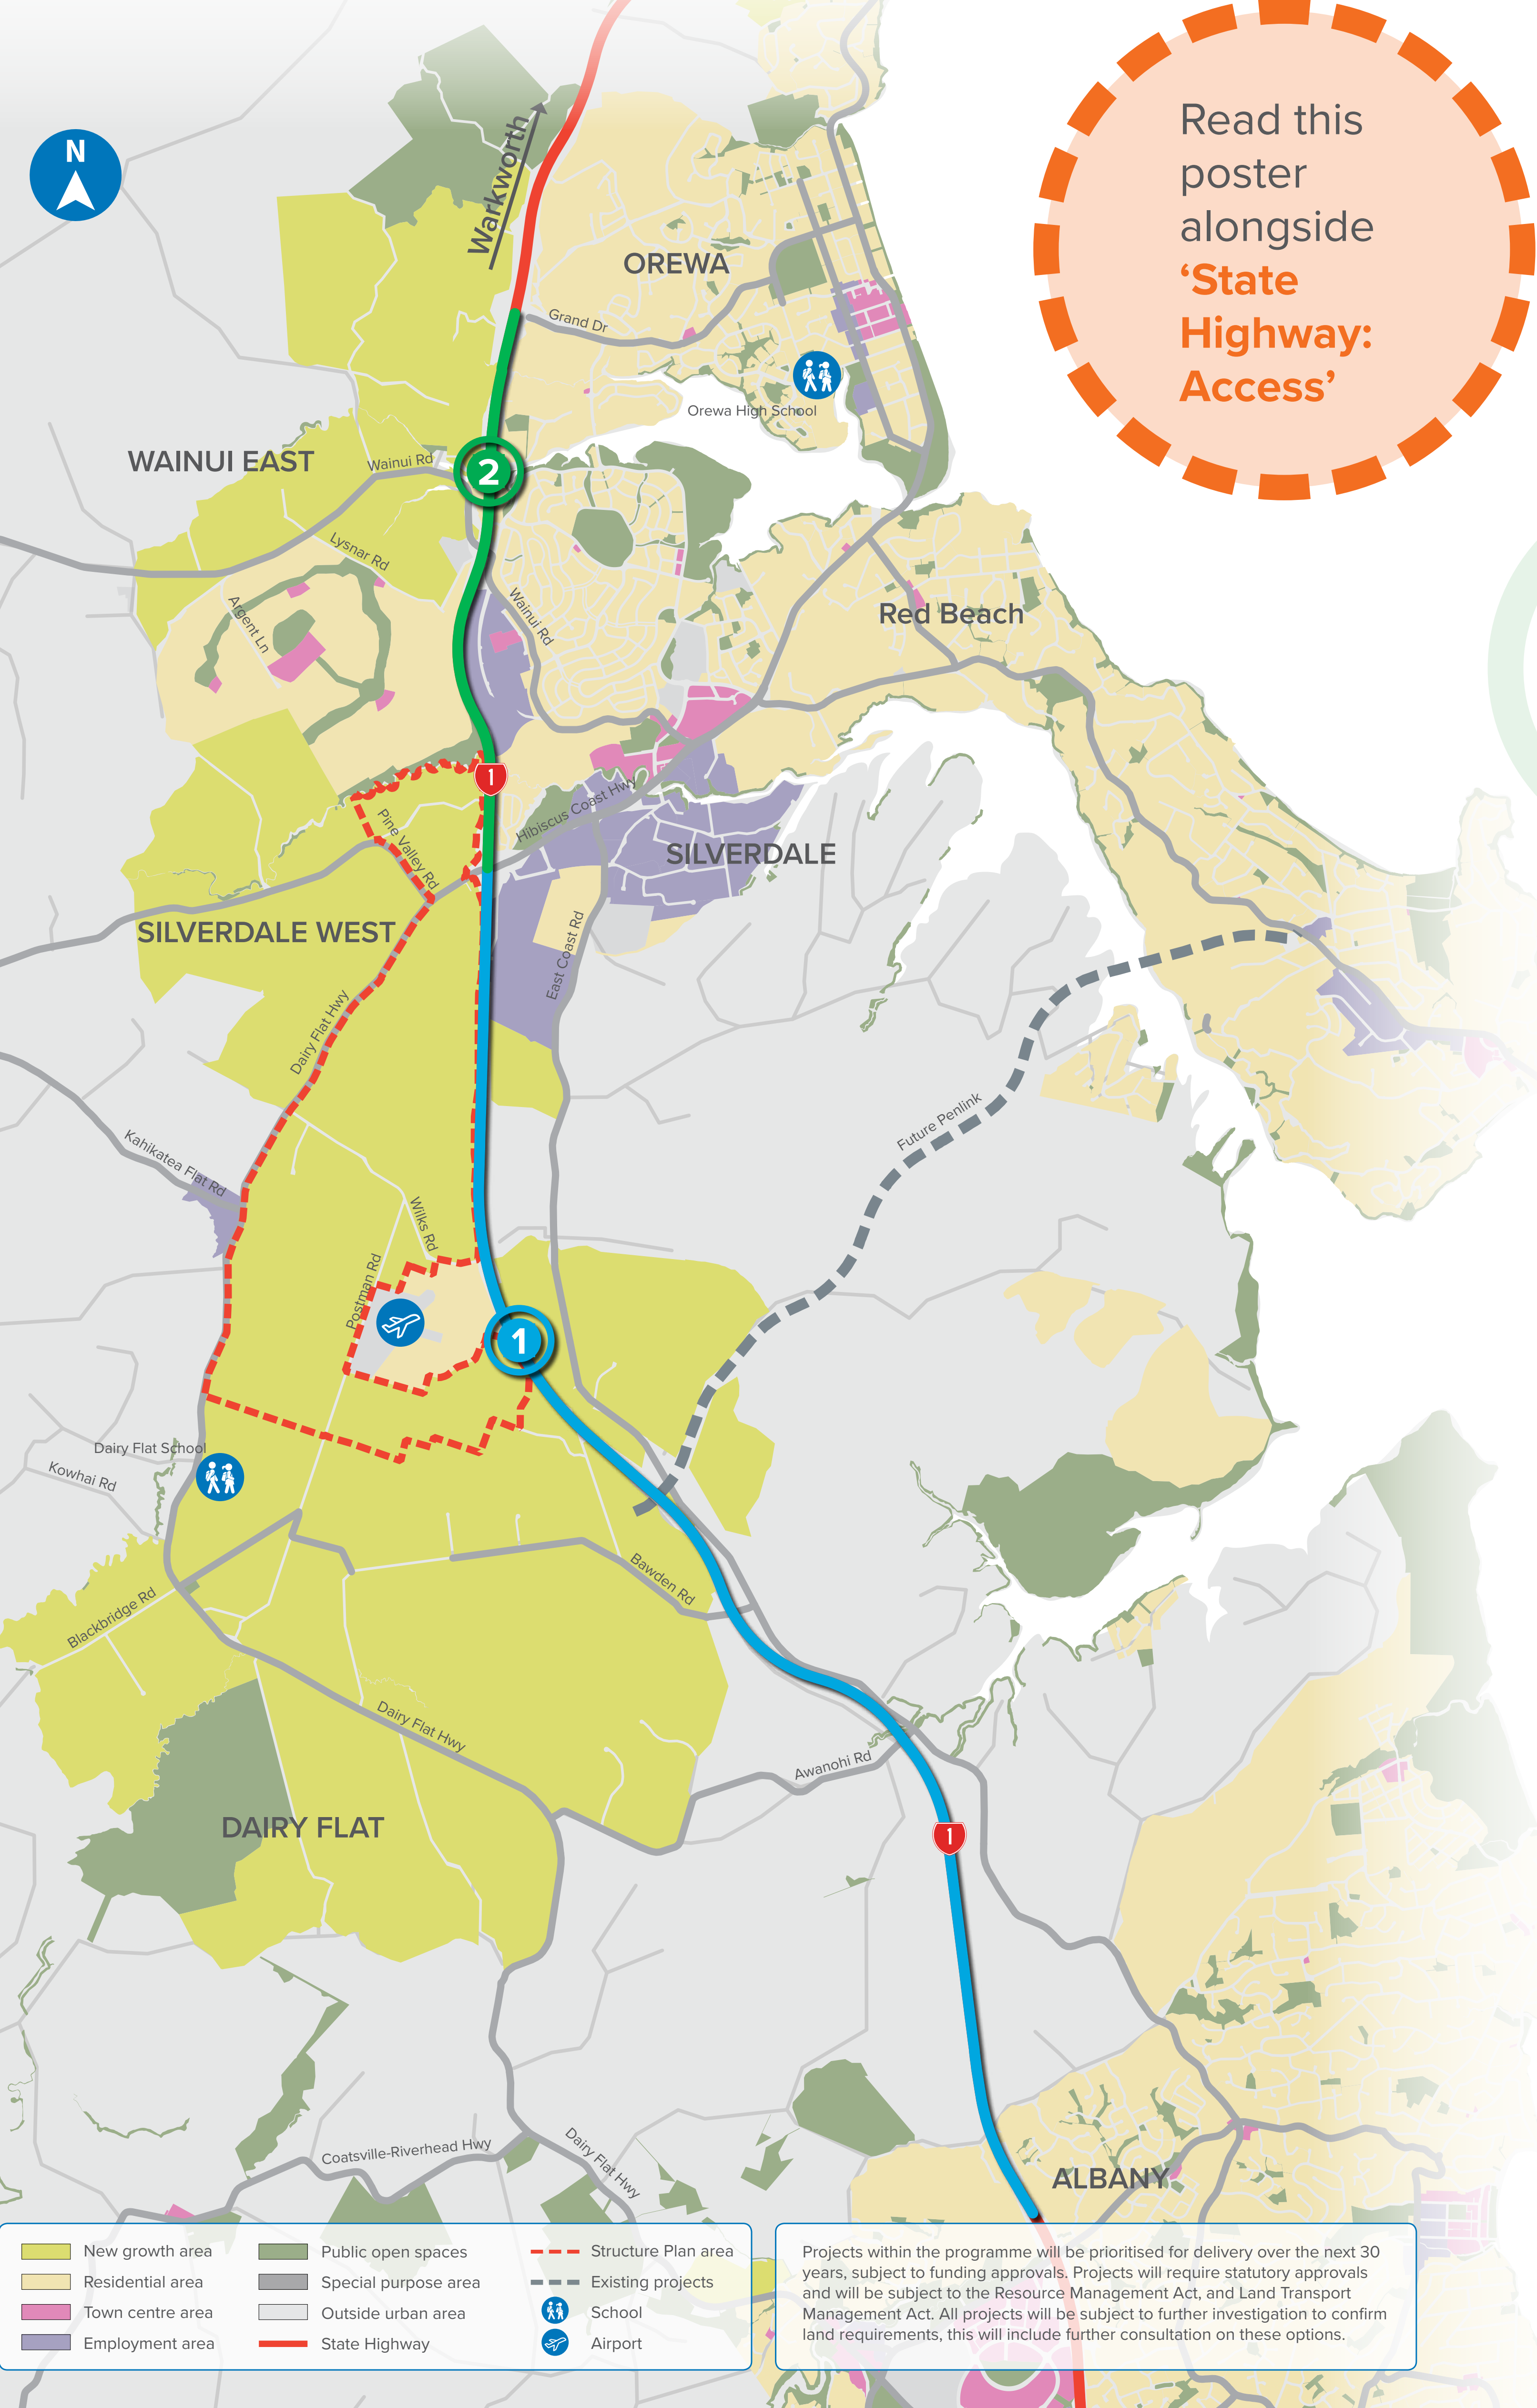 Read this
poster
alongside
‘State
Highway:
Access’
N
Warkworth
OREWA
Grand Dr
Orewa High School
WAINUI EAST
Wainui Rd
2
Lysnar Rd
Argent Ln
Wainui Rd
Red Beach
1
Pine Valley Rd
Hibiscus Coast Hwy
SILVERDALE
SILVERDALE WEST
East Coast Rd
Dairy Flat Hwy
Future Penlink
Kahikatea Flat Rd
Wilks Rd
Postman Rd
1
Dairy Flat School
Kowhai Rd
Bawden Rd
Blackbridge Rd
Dairy Flat Hwy
Awanohi Rd
DAIRY FLAT
1
Coatsville-Riverhead Hwy
Dairy Flat Hwy
ALBANY
New growth area
Residential area
Town centre area
Employment area
Public open spaces
Special purpose area
Outside urban area
State Highway
Structure Plan area
Existing projects
School
Airport
Projects within the programme will be prioritised for delivery over the next 30
years, subject to funding approvals. Projects will require statutory approvals
and will be subject to the Resource Management Act, and Land Transport
Management Act. All projects will be subject to further investigation to confirm
land requirements, this will include further consultation on these options.